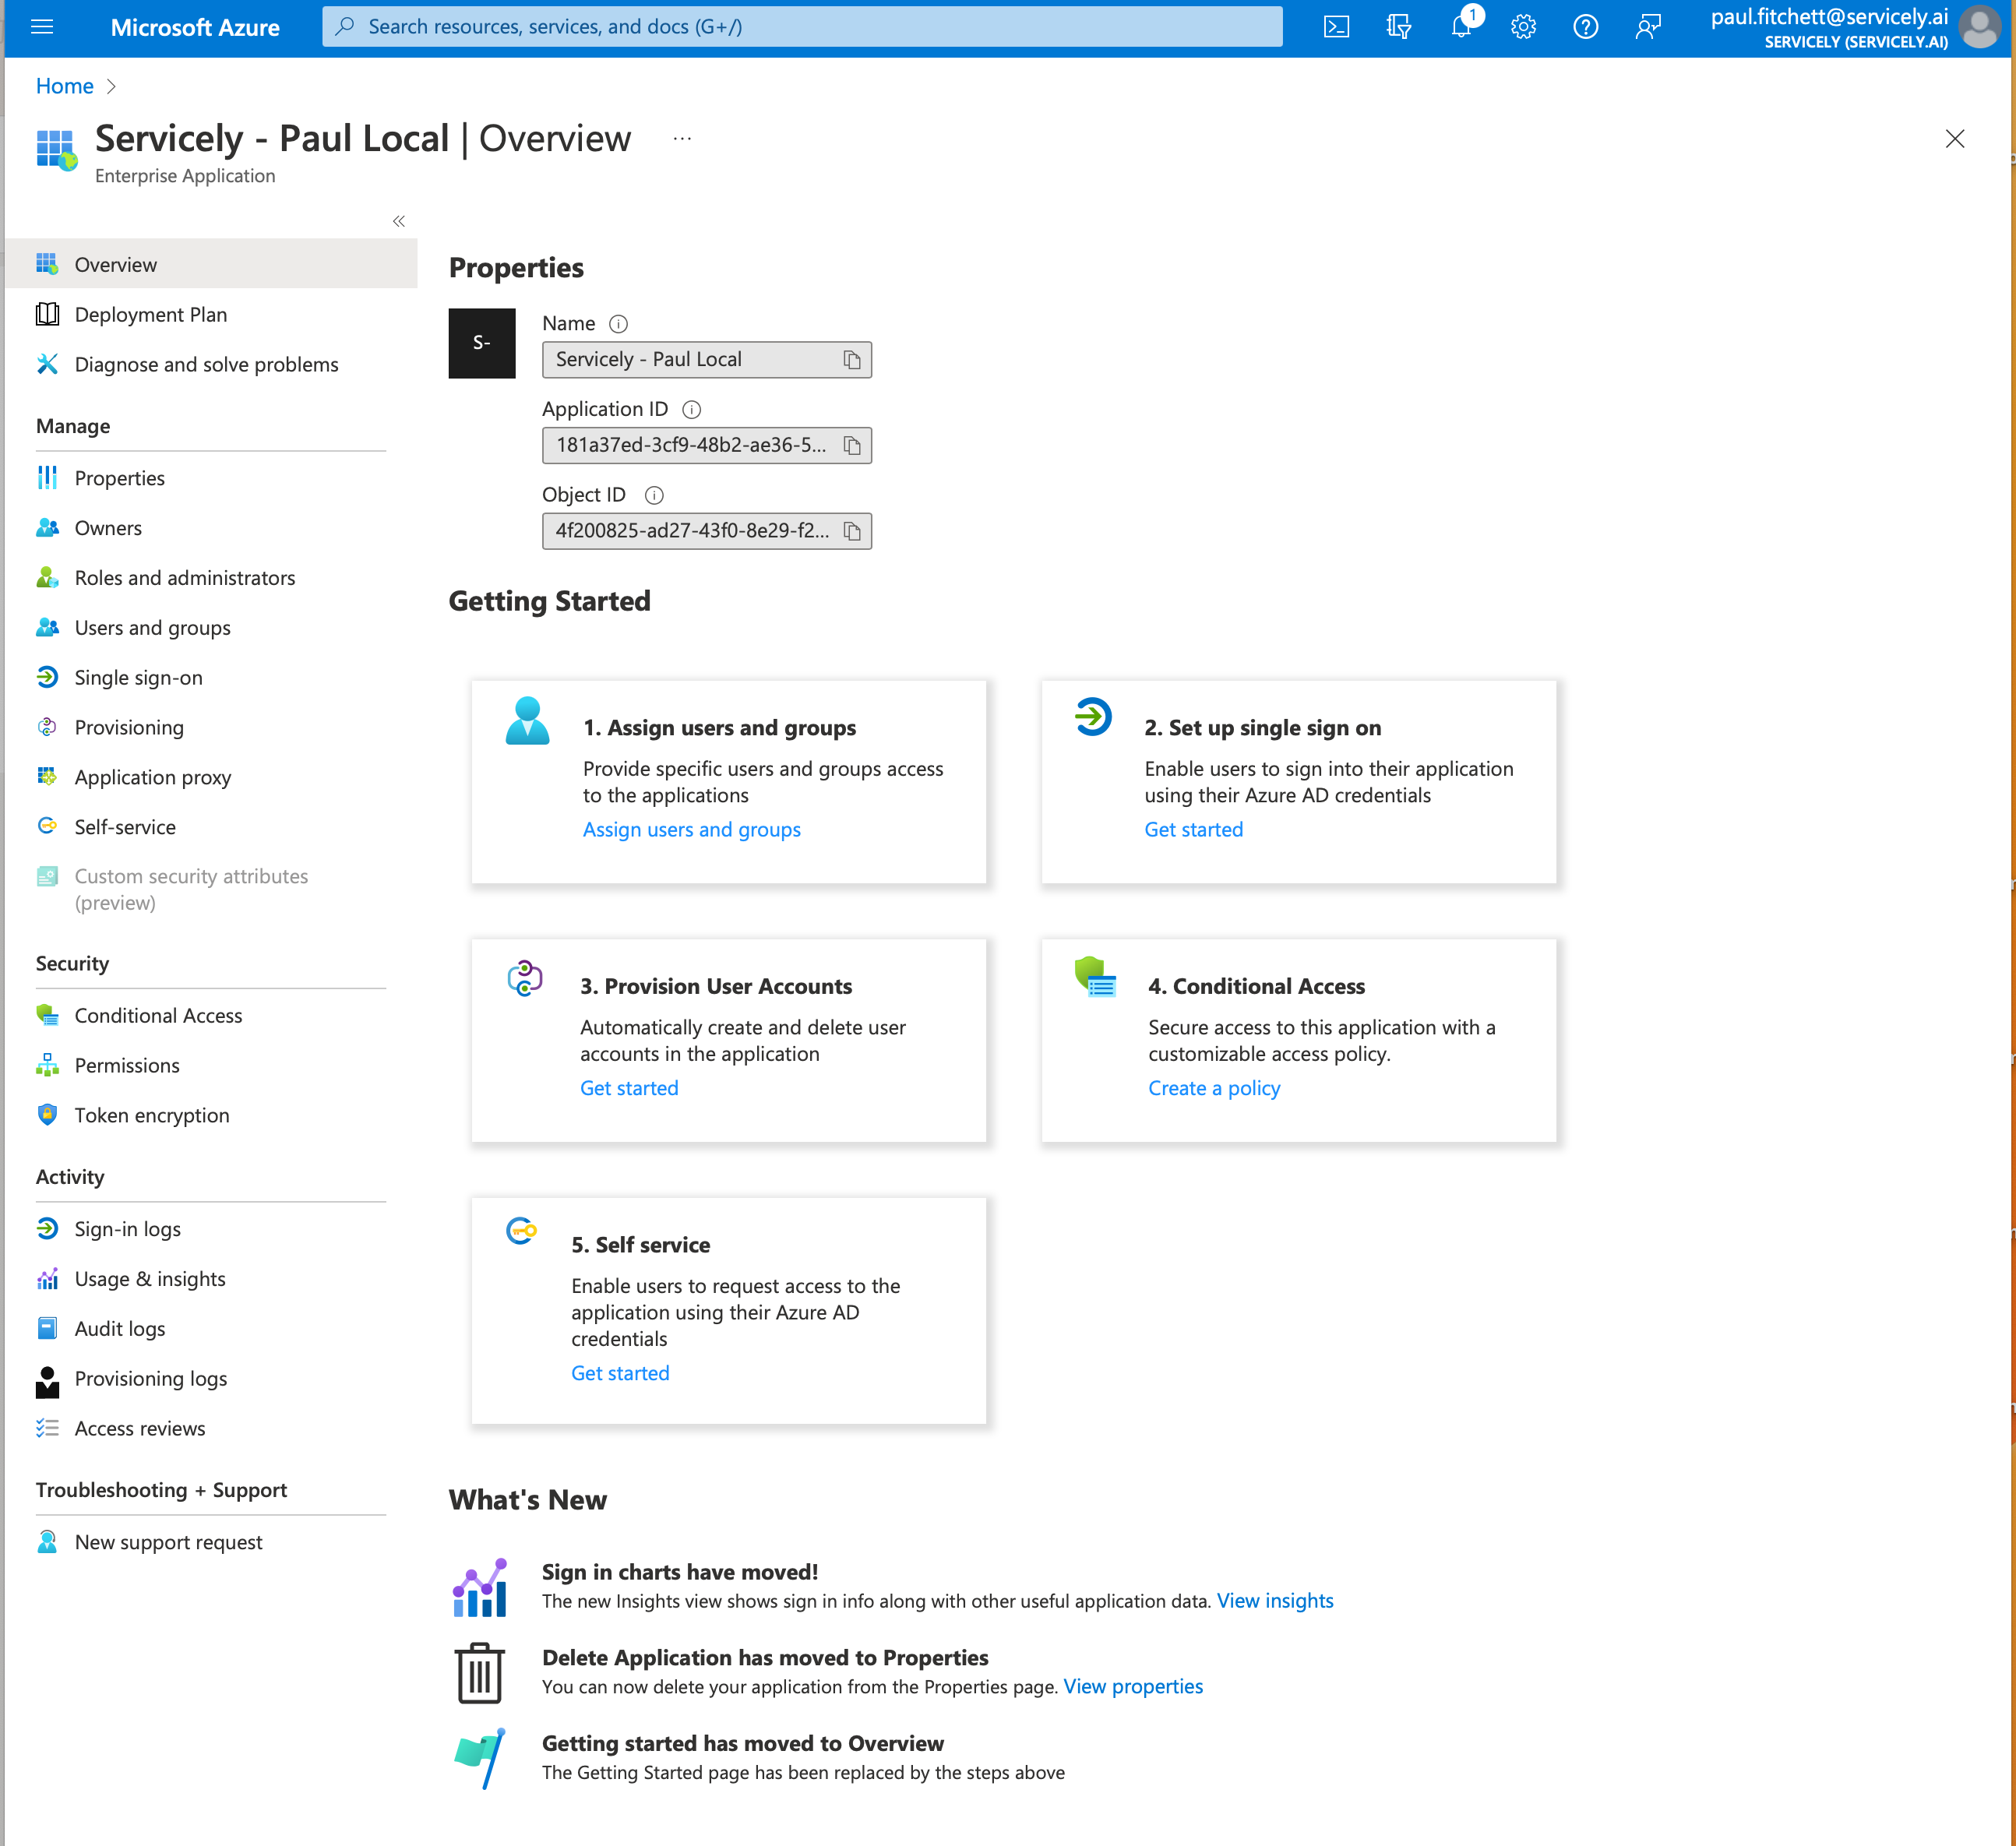 Microsoft Azure
Search resources, services, and docs (G+/)
1
paul.fitchett@servicely.ai
SERVICELY (SERVICELY.AI)
Home
Servicely - Paul Local | Overview
...
Enterprise Application
Overview
Deployment Plan
Diagnose and solve problems
Manage
Properties
Owners
Roles and administrators
Users and groups
Single sign-on
Provisioning
Application proxy
Self-service
Custom security attributes
(preview)
Security
Conditional Access
Permissions
Token encryption
Activity
Sign-in logs
Usage & insights
Audit logs
Provisioning logs
Access reviews
Troubleshooting + Support
New support request
Properties
S-
Name
Servicely - Paul Local
Application ID
181a37ed-3cf9-48b2-ae36-5...
Object ID
4f200825-ad27-43f0-8e29-f2...
Getting Started
1. Assign users and groups
Provide specific users and groups access
to the applications
Assign users and groups
2. Set up single sign on
Enable users to sign into their application
using their Azure AD credentials
Get started
3. Provision User Accounts
Automatically create and delete user
accounts in the application
Get started
4. Conditional Access
Secure access to this application with a
customizable access policy.
Create a policy
5. Self service
Enable users to request access to the
application using their Azure AD
credentials
Get started
What's New
Sign in charts have moved!
The new Insights view shows sign in info along with other useful application data. View insights
Delete Application has moved to Properties
You can now delete your application from the Properties page. View properties
Getting started has moved to Overview
The Getting Started page has been replaced by the steps above